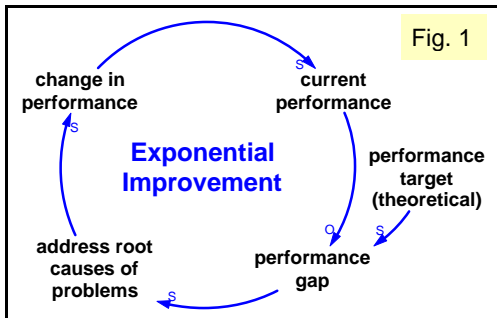 Fig. 1
change in
performance
S
current
performance
S
Exponential
Improvement
performance
target
(theoretical)
address root
causes of
problems
O
S
performance
gap
S